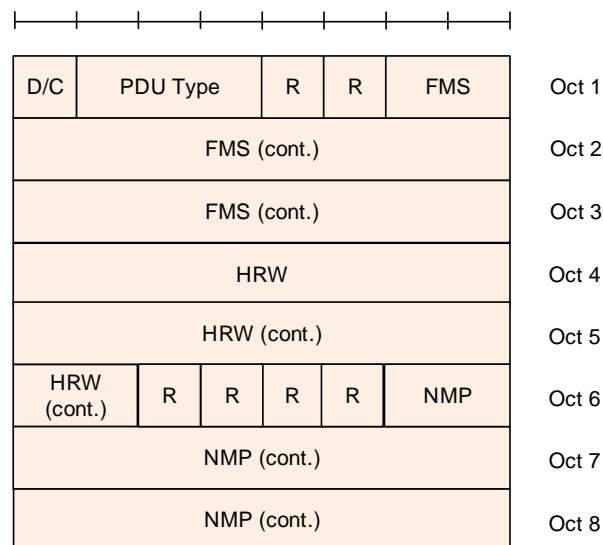 D/C PDU Type R R FMS Oct 1
FMS (cont.) Oct 2
FMS (cont.) Oct 3
HRW Oct 4
HRW (cont.) Oct 5
HRW
(cont.) R R R R NMP Oct 6
NMP (cont.) Oct 7
NMP (cont.) Oct 8